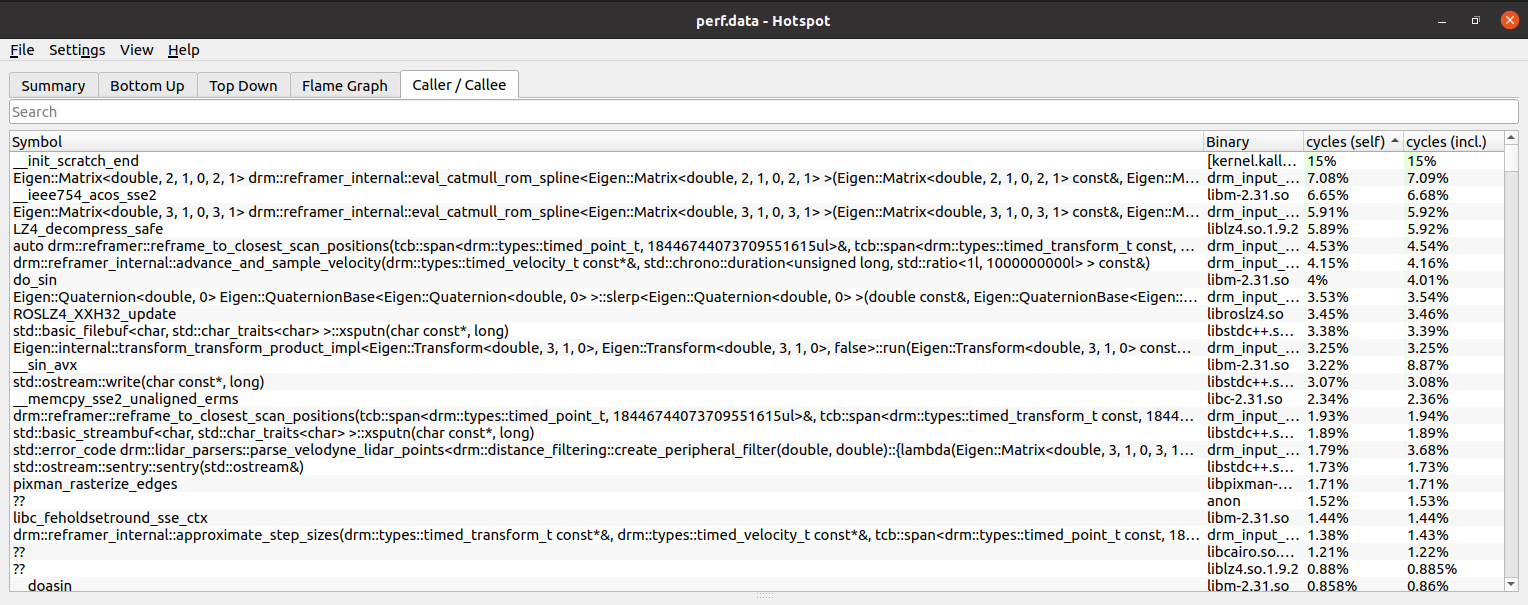 perf.data - Hotspot
File Settings View Help
Summary Bottom Up Top Down Flame Graph Caller / Callee
Search
Symbol Binary cycles (self) cycles (incl.)
__init_scratch_end [kernel.kall... 15% 15%
Eigen::Matrix<double, 2, 1, 0, 2, 1> drm::reframer_internal::eval_catmull_rom_spline<Eigen::Matrix<double, 2, 1, 0, 2, 1> >(Eigen::Matrix<double, 2, 1, 0, 2, 1> const&, Eigen::M... drm_input_... 7.08% 7.09%
__ieee754_acos_sse2 libm-2.31.so 6.65% 6.68%
Eigen::Matrix<double, 3, 1, 0, 3, 1> drm::reframer_internal::eval_catmull_rom_spline<Eigen::Matrix<double, 3, 1, 0, 3, 1> >(Eigen::Matrix<double, 3, 1, 0, 3, 1> const&, Eigen::M... drm_input_... 5.91% 5.92%
LZ4_decompress_safe liblz4.so.1.9.2 5.89% 5.92%
auto drm::reframer::reframe_to_closest_scan_positions(tcb::span<drm::types::timed_point_t, 18446744073709551615ul>&, tcb::span<drm::types::timed_transform_t const, ... drm_input_... 4.53% 4.54%
drm::reframer_internal::advance_and_sample_velocity(drm::types::timed_velocity_t const*&, std::chrono::duration<unsigned long, std::ratio<1l, 1000000000l> > const&) drm_input_... 4.15% 4.16%
do_sin libm-2.31.so 4% 4.01%
Eigen::Quaternion<double, 0> Eigen::QuaternionBase<Eigen::Quaternion<double, 0> >::slerp<Eigen::Quaternion<double, 0> >(double const&, Eigen::QuaternionBase<Eigen::... drm_input_... 3.53% 3.54%
ROSLZ4_XXH32_update libroslz4.so 3.45% 3.46%
std::basic_filebuf<char, std::char_traits<char> >::xsputn(char const*, long) libstdc++.s... 3.38% 3.39%
Eigen::internal::transform_transform_product_impl<Eigen::Transform<double, 3, 1, 0>, Eigen::Transform<double, 3, 1, 0>, false>::run(Eigen::Transform<double, 3, 1, 0> const... drm_input_... 3.25% 3.25%
__sin_avx libm-2.31.so 3.22% 8.87%
std::ostream::write(char const*, long) libstdc++.s... 3.07% 3.08%
__memcpy_sse2_unaligned_erms libc-2.31.so 2.34% 2.36%
drm::reframer::reframe_to_closest_scan_positions(tcb::span<drm::types::timed_point_t, 18446744073709551615ul>&, tcb::span<drm::types::timed_transform_t const, 1844... drm_input_... 1.93% 1.94%
std::basic_streambuf<char, std::char_traits<char> >::xsputn(char const*, long) libstdc++.s... 1.89% 1.89%
std::error_code drm::lidar_parsers::parse_velodyne_lidar_points<drm::distance_filtering::create_peripheral_filter(double, double)::{lambda(Eigen::Matrix<double, 3, 1, 0, 3, 1... drm_input_... 1.79% 3.68%
std::ostream::sentry::sentry(std::ostream&) libstdc++.s... 1.73% 1.73%
pixman_rasterize_edges libpixman-... 1.71% 1.71%
?? anon 1.52% 1.53%
libc_feholdsetround_sse_ctx libm-2.31.so 1.44% 1.44%
drm::reframer_internal::approximate_step_sizes(drm::types::timed_transform_t const*&, drm::types::timed_velocity_t const*&, tcb::span<drm::types::timed_point_t const, 18... drm_input_... 1.38% 1.43%
?? libcairo.so.... 1.21% 1.22%
?? liblz4.so.1.9.2 0.88% 0.885%
__doasin libm-2.31.so 0.858% 0.86%